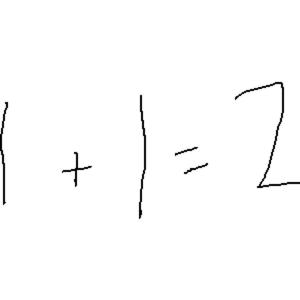 1 + 1 = 2